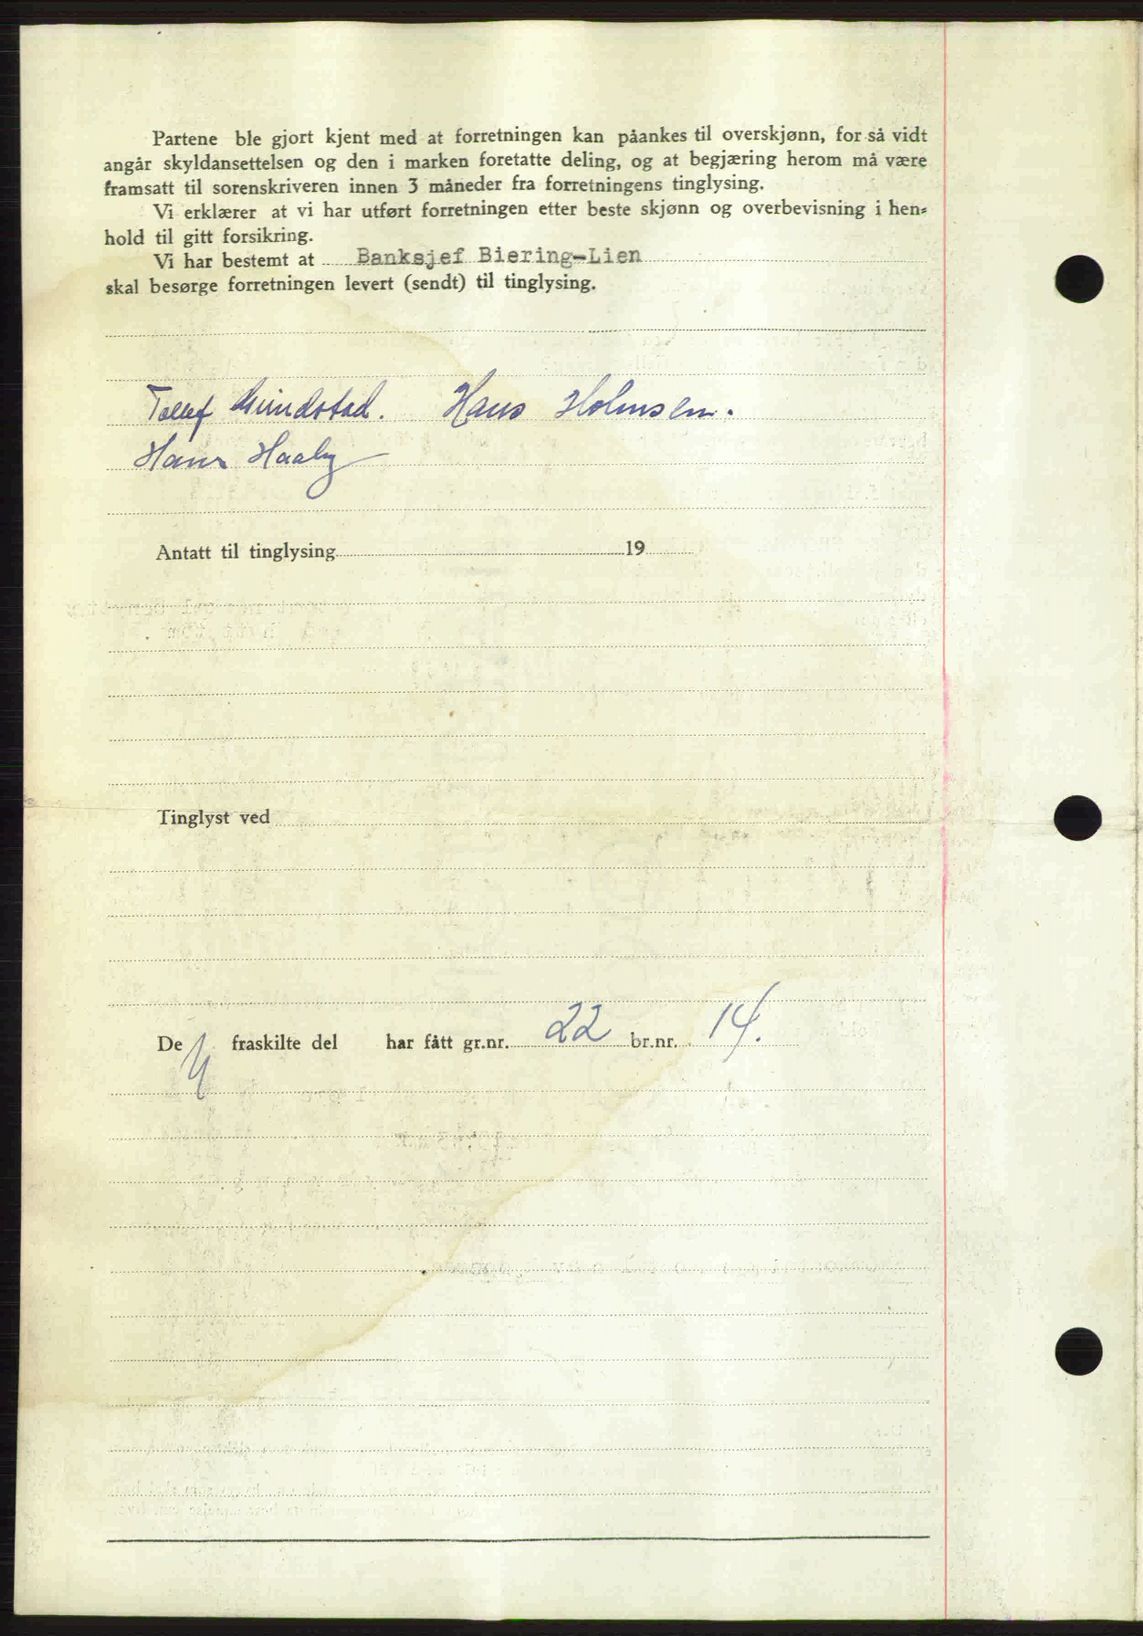 Partene ble gjort kjent med at forretningen kan påankes til overskjønn, for så vidt
angår skyldansettelsen og den i marken foretatte deling, og at begjæring herom må være
framsatt til sorenskriveren innen 3 måneder fra forretningens tinglysing.
Vi erklærer at vi har utført forretningen etter beste skjønn og overbevisning i hen-
hold til gitt forsikring.
Vi har bestemt at Banksjef Biering-Lien
skal besørge forretningen levert (sendt) til tinglysing.
Tellef Mundstad. Hans Holmsen.
Hans Haaby
Antatt til tinglysing 19
Tinglyst ved
De n fraskilte del har fått gr.nr. 22 br.nr. 14.